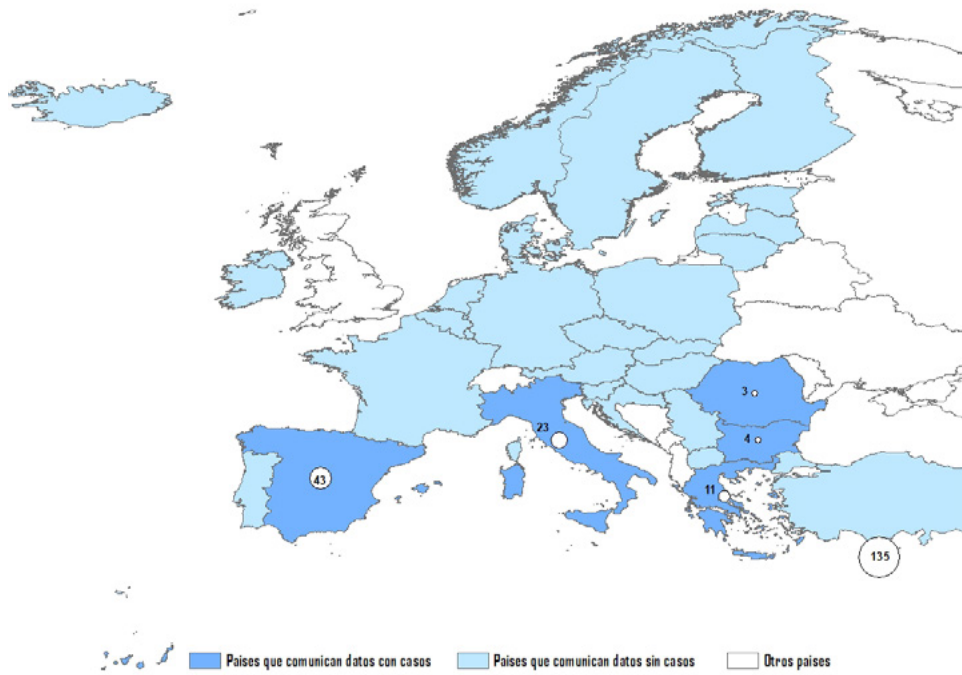 3
4
23
43
11
135
Países que comunican datos con casos
Países que comunican datos sin casos
Otros países